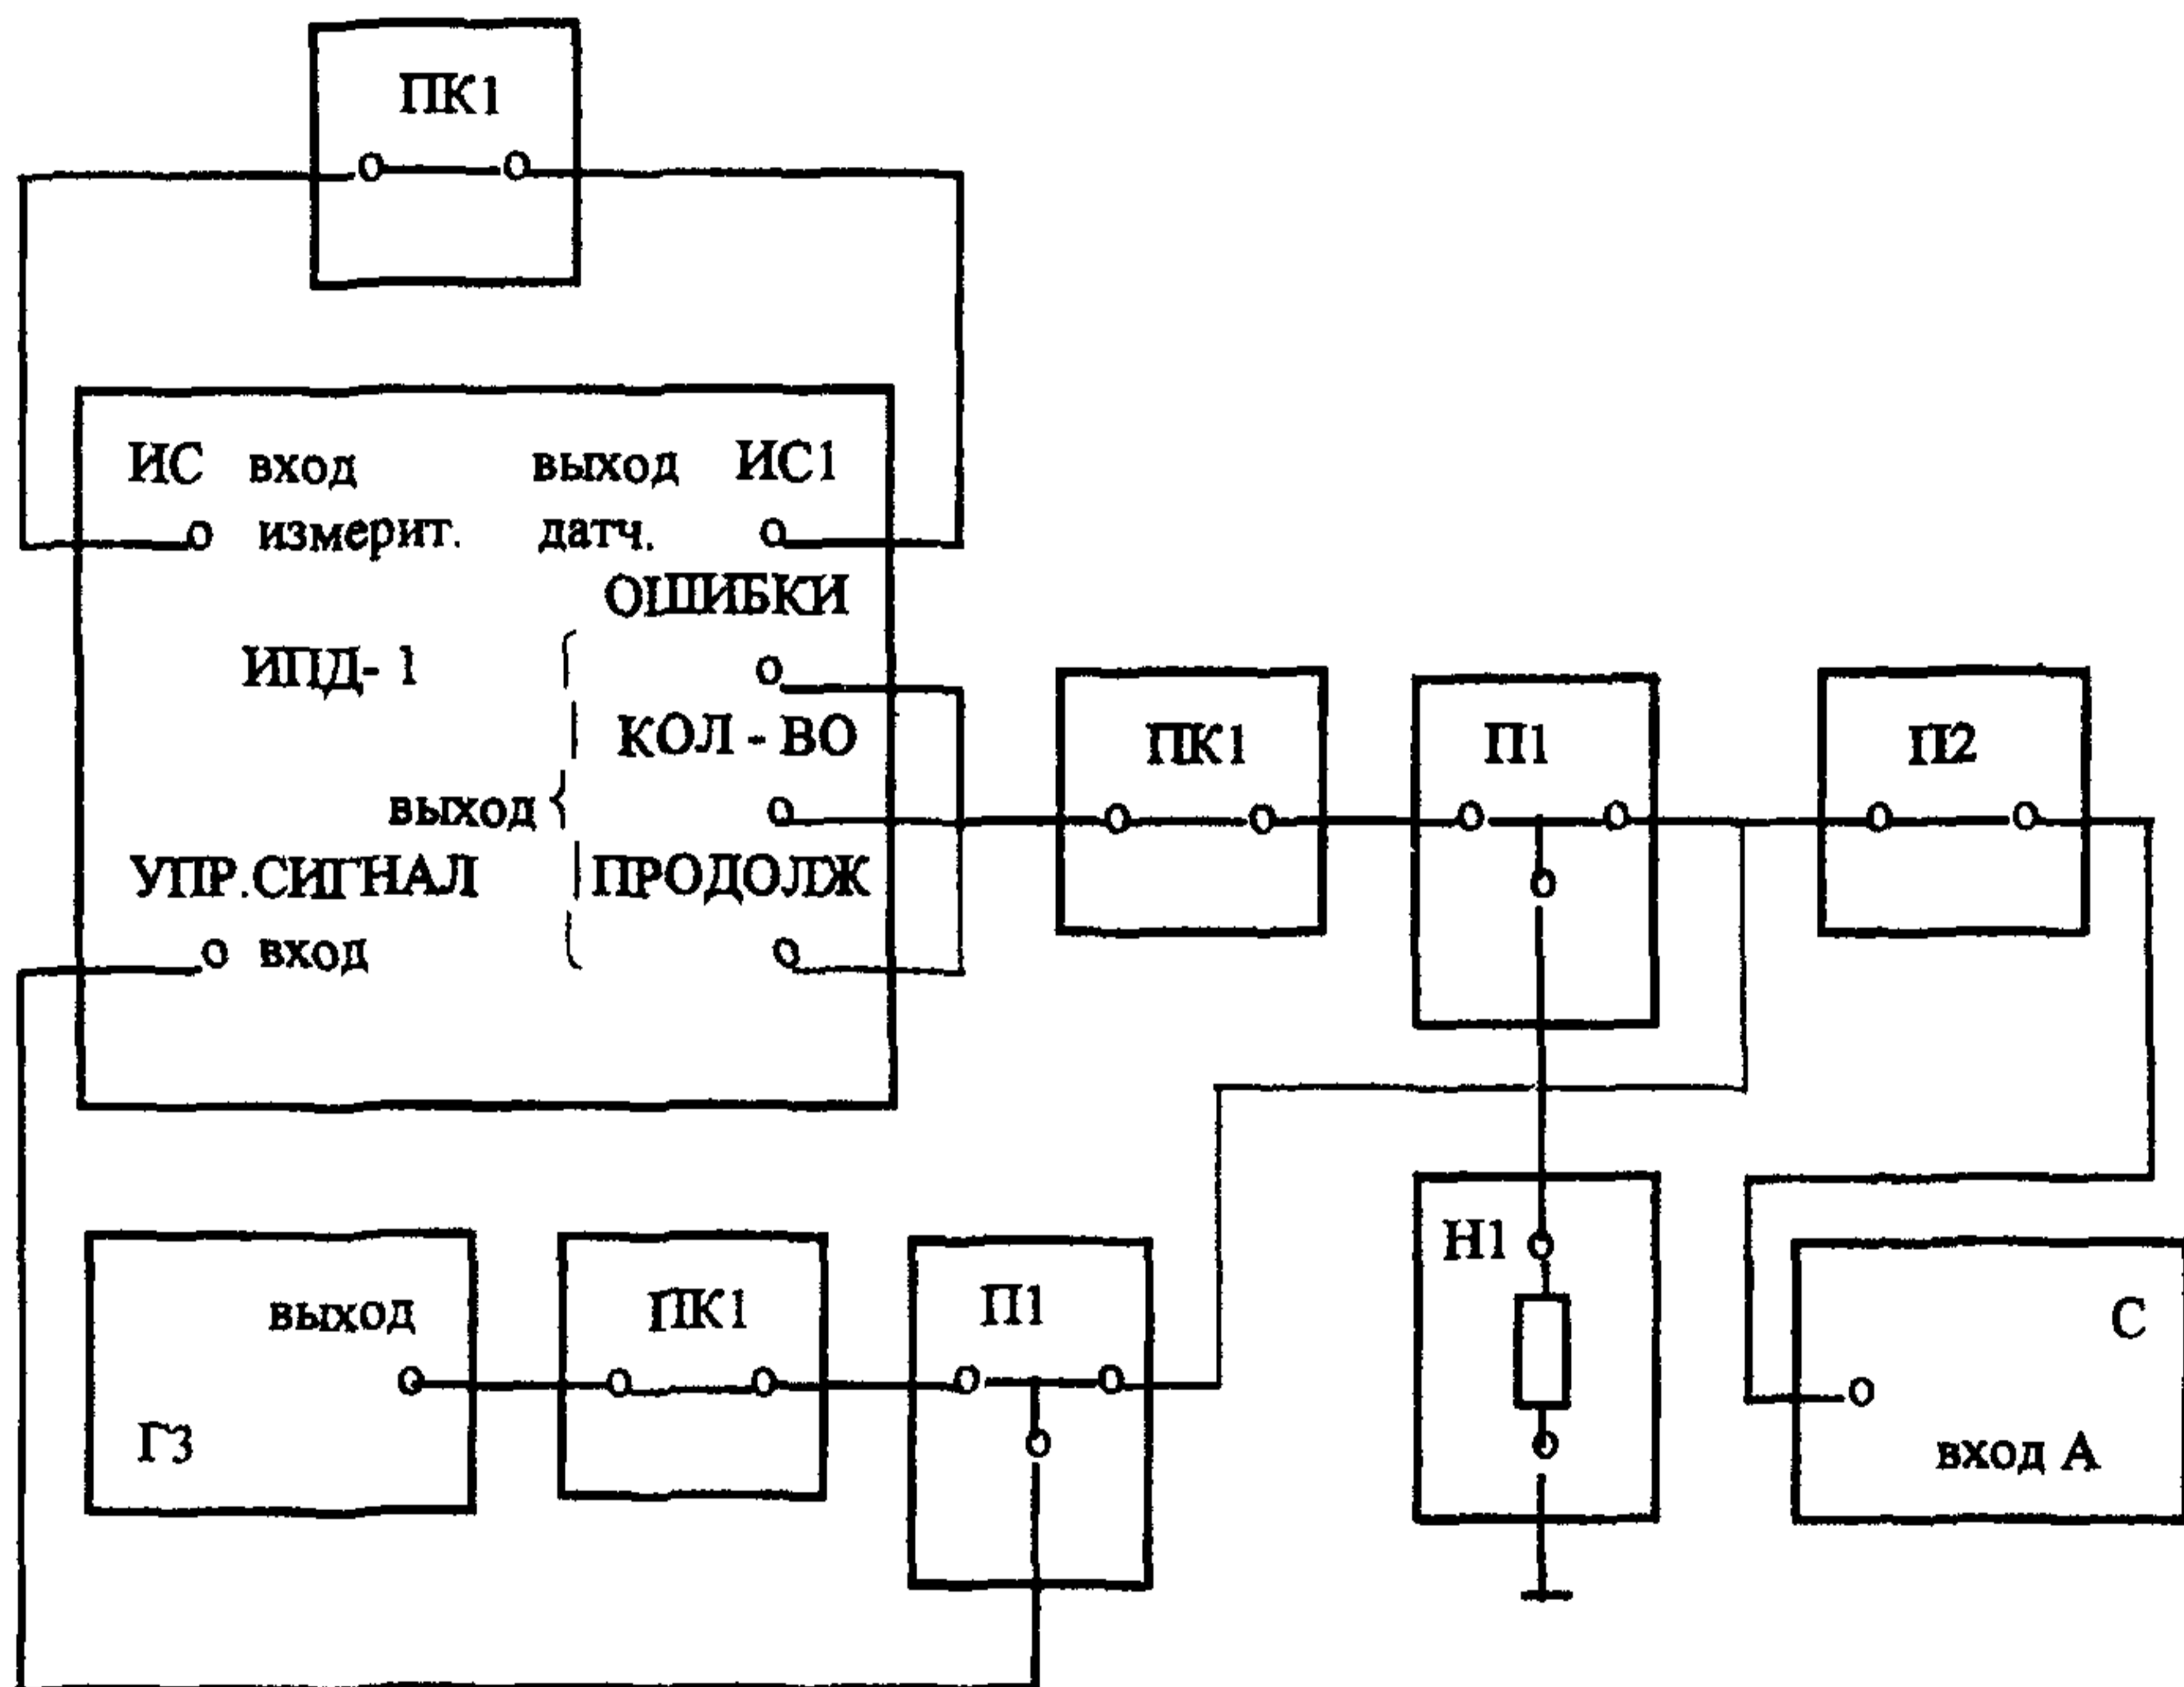 ПК1
ИС вход выход ИС1
измерит. датч.
ОШИБКИ
ИПД- 1
КОЛ - ВО
выход
УПР.СИГНАЛ ПРОДОЛЖ
вход
ПК1
П1
П2
выход
Г3
ПК1
П1
Н1
С
вход А